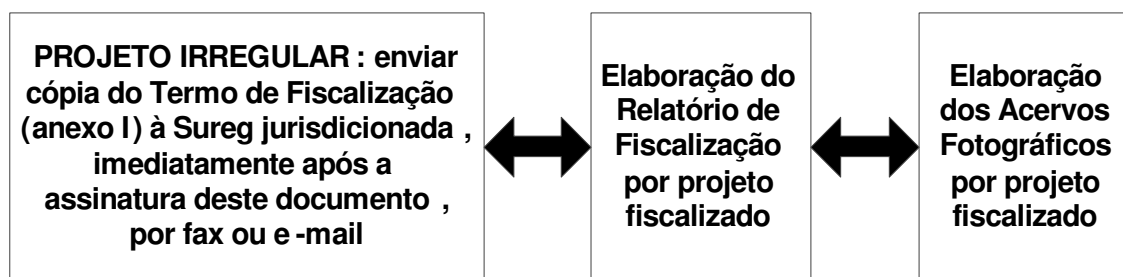 PROJETO IRREGULAR : enviar
cópia do Termo de Fiscalização
(anexo I) à Sureg jurisdicionada ,
imediatamente após a
assinatura deste documento ,
por fax ou e -mail
Elaboração do
Relatório de
Fiscalização
por projeto
fiscalizado
Elaboração
dos Acervos
Fotográficos
por projeto
fiscalizado